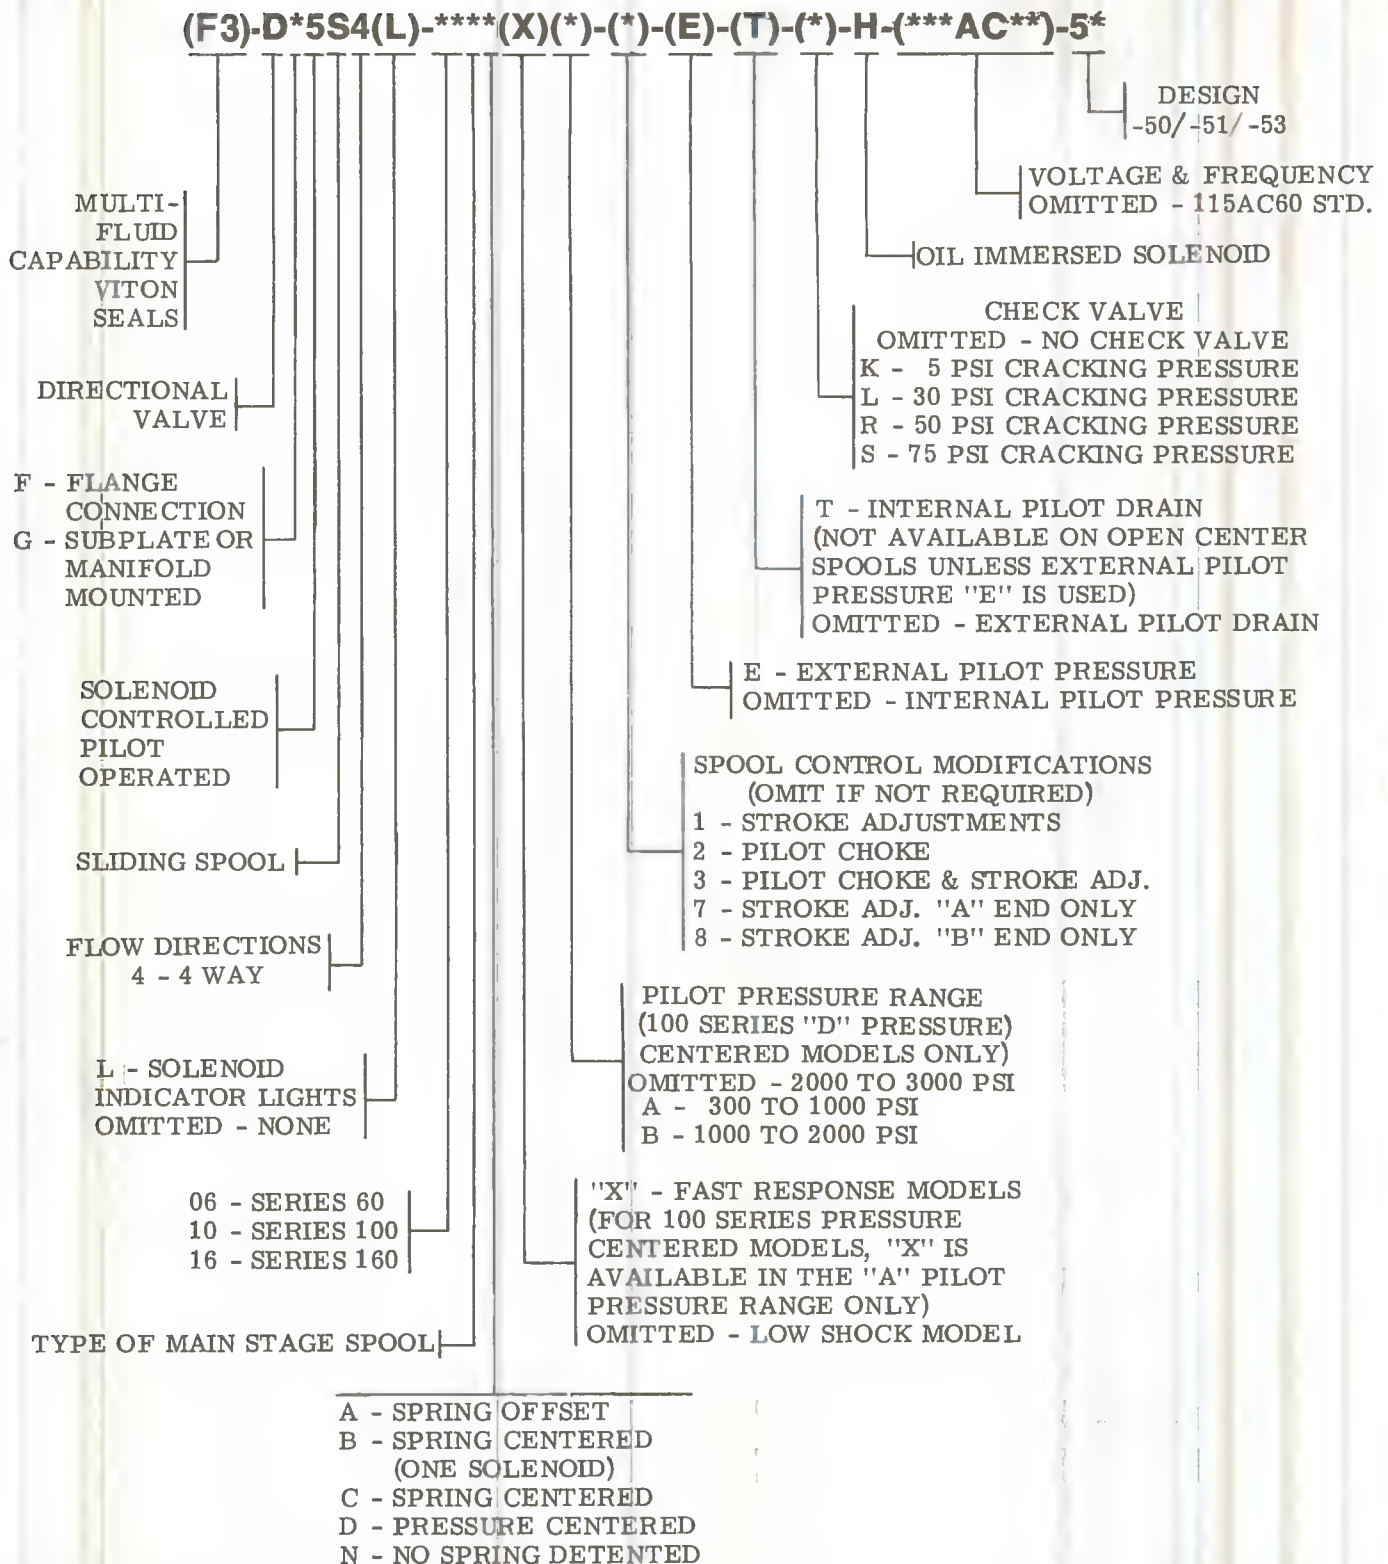 (F3)-D*5S4(L)-****(X)(*)-(*)-(E)-(T)-(*)-H-(***AC**)-5*
DESIGN
-50/-51/-53
VOLTAGE & FREQUENCY
OMITTED - 115AC60 STD.
OIL IMMERSED SOLENOID
CHECK VALVE
OMITTED - NO CHECK VALVE
K - 5 PSI CRACKING PRESSURE
L - 30 PSI CRACKING PRESSURE
R - 50 PSI CRACKING PRESSURE
S - 75 PSI CRACKING PRESSURE
T - INTERNAL PILOT DRAIN
(NOT AVAILABLE ON OPEN CENTER
SPOOLS UNLESS EXTERNAL PILOT
PRESSURE "E" IS USED)
OMITTED - EXTERNAL PILOT DRAIN
E - EXTERNAL PILOT PRESSURE
OMITTED - INTERNAL PILOT PRESSURE
SPOOL CONTROL MODIFICATIONS
(OMIT IF NOT REQUIRED)
1 - STROKE ADJUSTMENTS
2 - PILOT CHOKE
3 - PILOT CHOKE & STROKE ADJ.
7 - STROKE ADJ. "A" END ONLY
8 - STROKE ADJ. "B" END ONLY
PILOT PRESSURE RANGE
(100 SERIES "D" PRESSURE)
CENTERED MODELS ONLY)
OMITTED - 2000 TO 3000 PSI
A - 300 TO 1000 PSI
B - 1000 TO 2000 PSI
"X" - FAST RESPONSE MODELS
(FOR 100 SERIES PRESSURE
CENTERED MODELS, "X" IS
AVAILABLE IN THE "A" PILOT
PRESSURE RANGE ONLY)
OMITTED - LOW SHOCK MODEL
MULTI-
FLUID
CAPABILITY
VITON
SEALS
DIRECTIONAL
VALVE
F - FLANGE
CONNECTION
G - SUBPLATE OR
MANIFOLD
MOUNTED
SOLENOID
CONTROLLED
PILOT
OPERATED
SLIDING SPOOL
FLOW DIRECTIONS
4 - 4 WAY
L - SOLENOID
INDICATOR LIGHTS
OMITTED - NONE
06 - SERIES 60
10 - SERIES 100
16 - SERIES 160
TYPE OF MAIN STAGE SPOOL
A - SPRING OFFSET
B - SPRING CENTERED
(ONE SOLENOID)
C - SPRING CENTERED
D - PRESSURE CENTERED
N - NO SPRING DETENTED